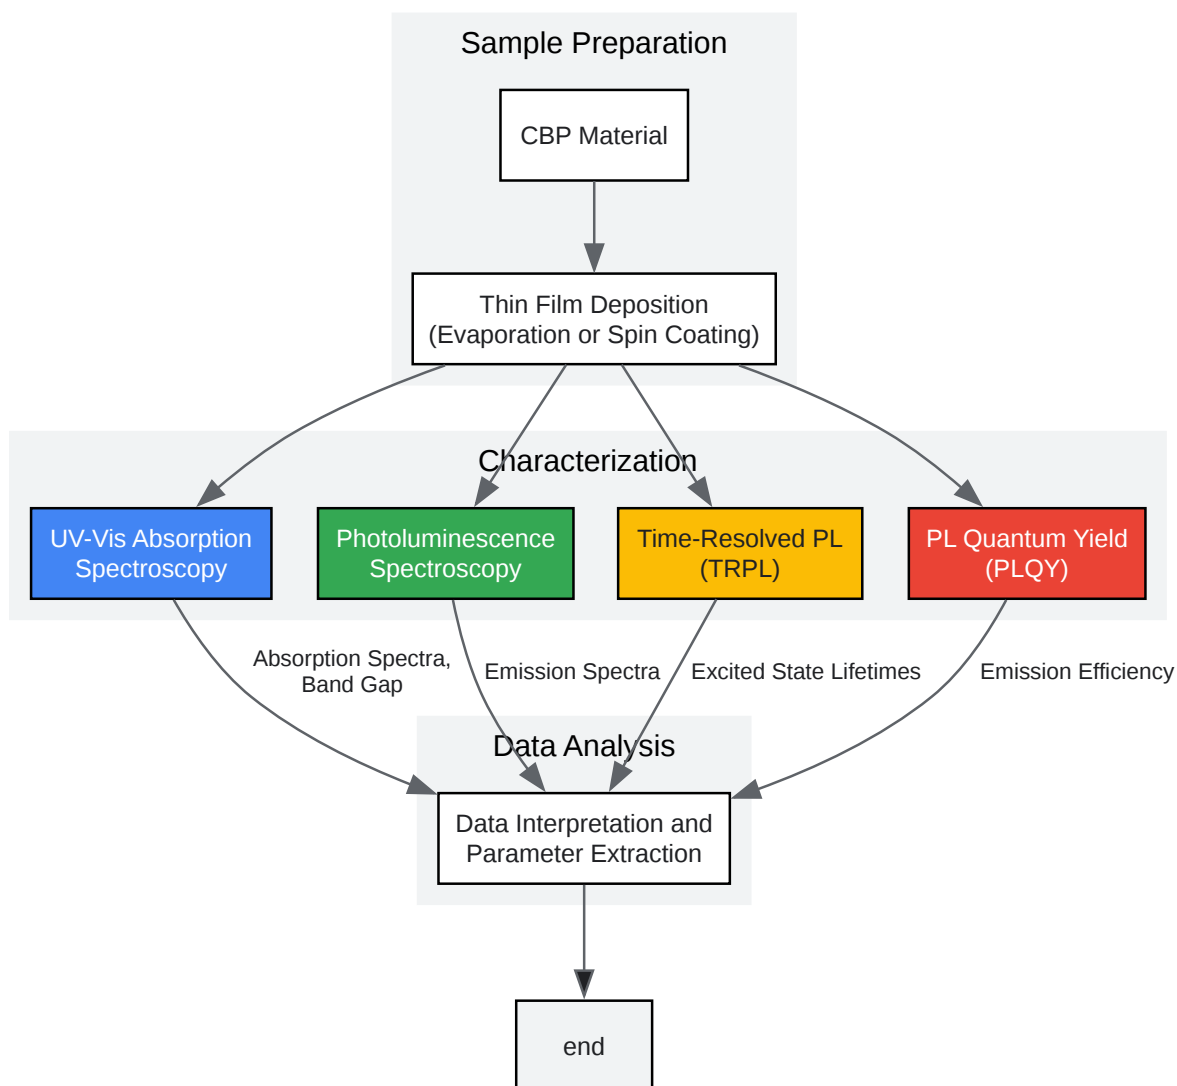 Sample Preparation
CBP Material
Thin Film Deposition
(Evaporation or Spin Coating)
Characterization
UV-Vis Absorption
Spectroscopy
Photoluminescence
Spectroscopy
Time-Resolved PL
(TRPL)
PL Quantum Yield
(PLQY)
Absorption Spectra,
Band Gap
Emission Spectra
Excited State Lifetimes
Emission Efficiency
Data Analysis
Data Interpretation and
Parameter Extraction
end